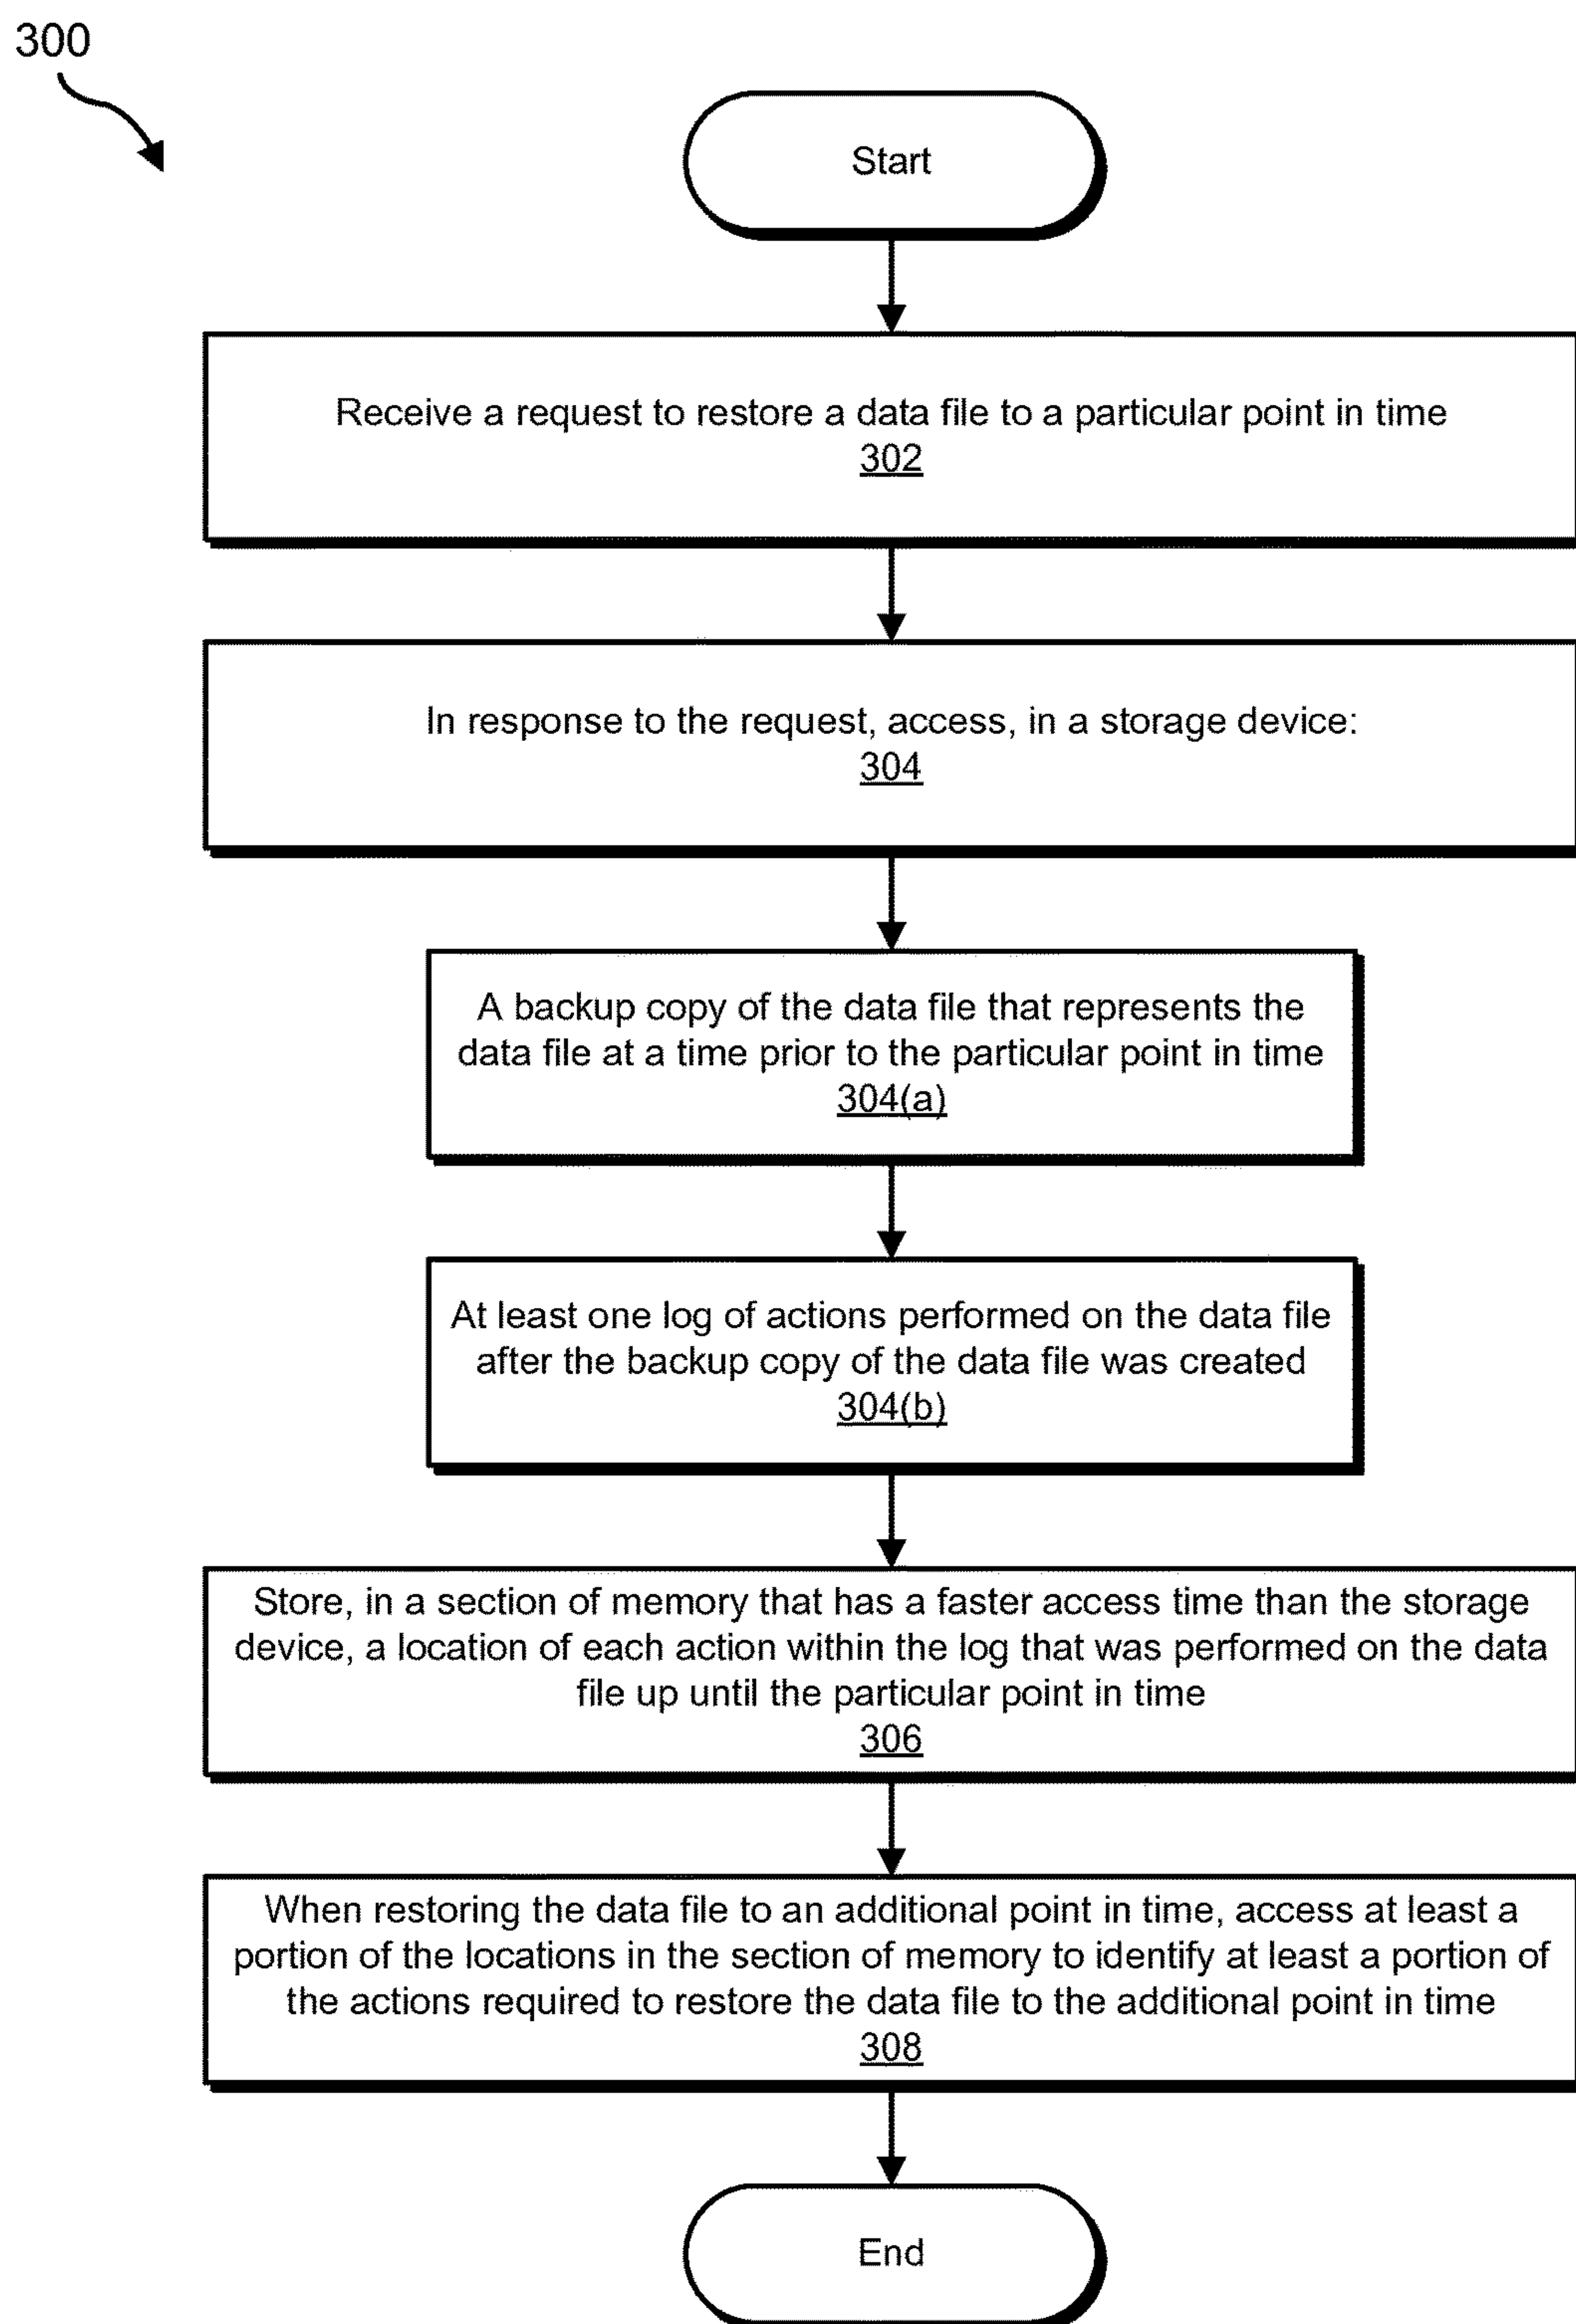 300
Start
Receive a request to restore a data file to a particular point in time
302
In response to the request, access, in a storage device:
304
A backup copy of the data file that represents the
data file at a time prior to the particular point in time
304(a)
At least one log of actions performed on the data file
after the backup copy of the data file was created
304(b)
Store, in a section of memory that has a faster access time than the storage
device, a location of each action within the log that was performed on the data
file up until the particular point in time
306
When restoring the data file to an additional point in time, access at least a
portion of the locations in the section of memory to identify at least a portion of
the actions required to restore the data file to the additional point in time
308
End